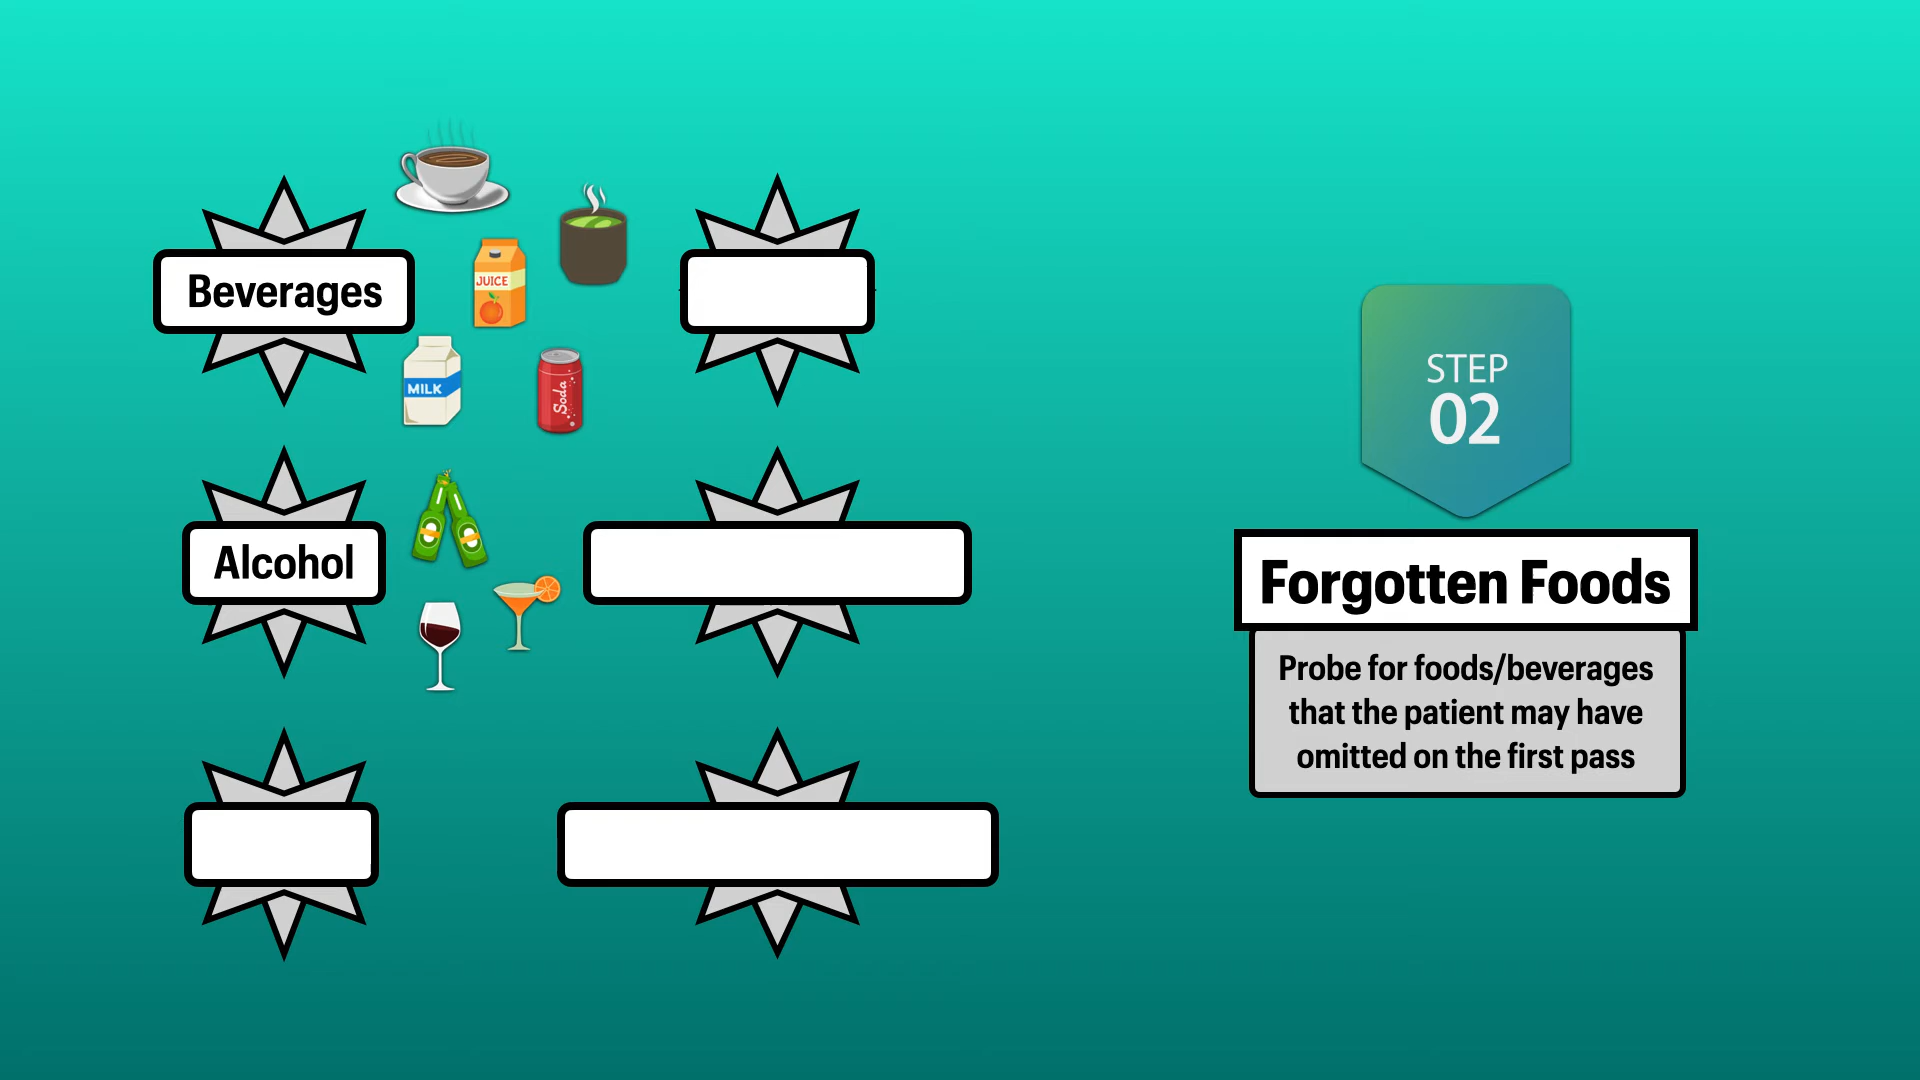 Beverages
JUICE
MILK
Soda
Alcohol
STEP
02
Forgotten Foods
Probe for foods/beverages
that the patient may have
omitted on the first pass